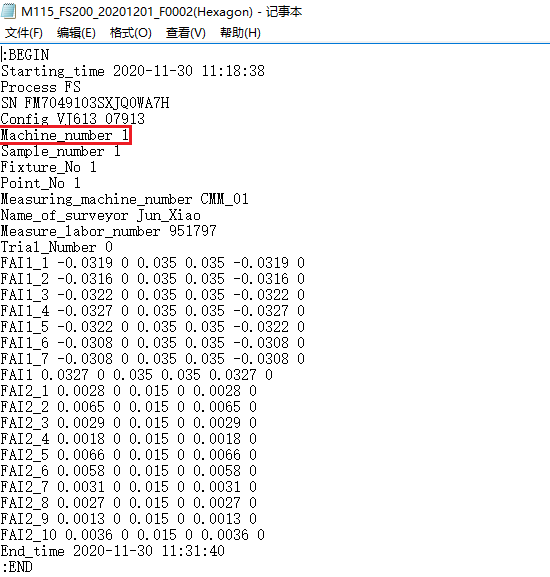 M115_FS200_20201201_F0002(Hexagon) - 记事本
文件(F) 编辑(E) 格式(O) 查看(V) 帮助(H)
:BEGIN
Starting_time 2020-11-30 11:18:38
Process FS
SN FM7049103SXJQ0WA7H
Config VJ613_07913
Machine_number 1
Sample_number 1
Fixture_No 1
Point_No 1
Measuring_machine_number CMM_01
Name_of_surveyor Jun_Xiao
Measure_labor_number 951797
Trial_Number 0
FAI1_1 -0.0319 0 0.035 0.035 -0.0319 0
FAI1_2 -0.0316 0 0.035 0.035 -0.0316 0
FAI1_3 -0.0322 0 0.035 0.035 -0.0322 0
FAI1_4 -0.0327 0 0.035 0.035 -0.0327 0
FAI1_5 -0.0322 0 0.035 0.035 -0.0322 0
FAI1_6 -0.0308 0 0.035 0.035 -0.0308 0
FAI1_7 -0.0308 0 0.035 0.035 -0.0308 0
FAI1 0.0327 0 0.035 0.035 0.0327 0
FAI2_1 0.0028 0 0.015 0 0.0028 0
FAI2_2 0.0065 0 0.015 0 0.0065 0
FAI2_3 0.0029 0 0.015 0 0.0029 0
FAI2_4 0.0018 0 0.015 0 0.0018 0
FAI2_5 0.0066 0 0.015 0 0.0066 0
FAI2_6 0.0058 0 0.015 0 0.0058 0
FAI2_7 0.0031 0 0.015 0 0.0031 0
FAI2_8 0.0027 0 0.015 0 0.0027 0
FAI2_9 0.0013 0 0.015 0 0.0013 0
FAI2_10 0.0036 0 0.015 0 0.0036 0
End_time 2020-11-30 11:31:40
:END